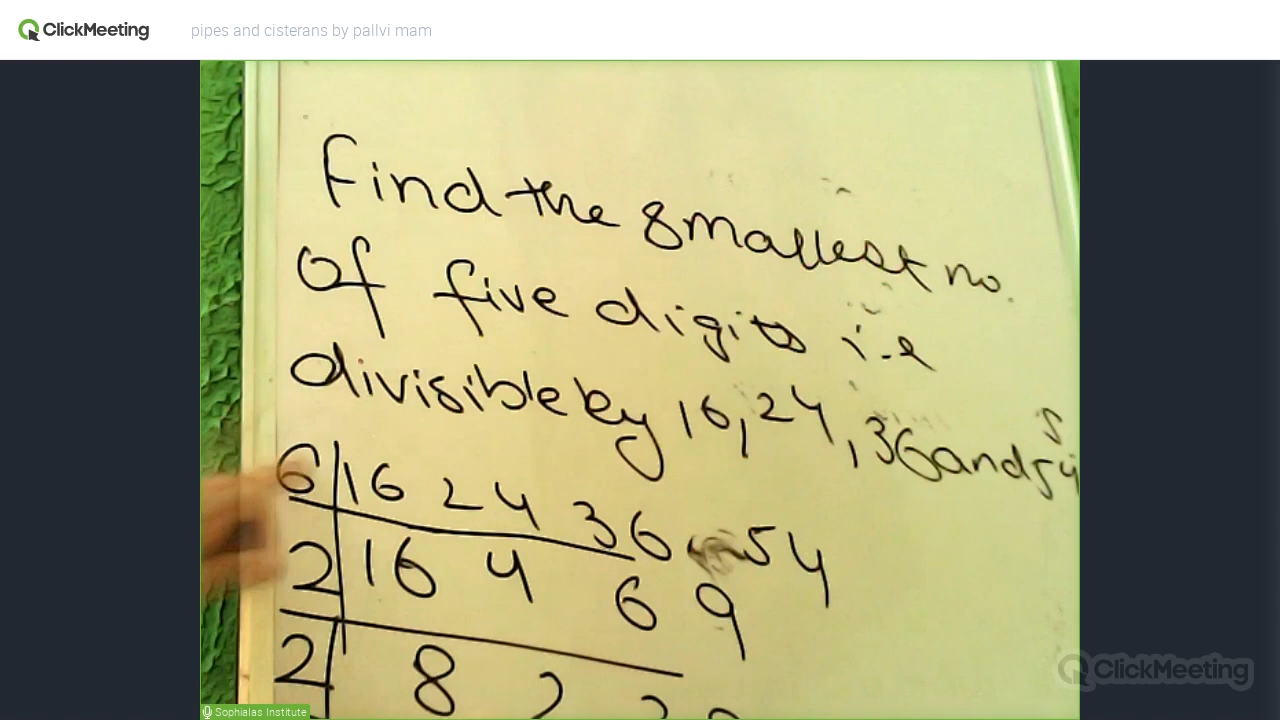 ClickMeeting pipes and cisterans by pallvi mam
Find the smallest no.
of five digits i.e
divisible by 16, 24, 36 and 54
6 16 24 36 54
2 16 4 6 9
2 8 2
ClickMeeting
Sophialas Institute